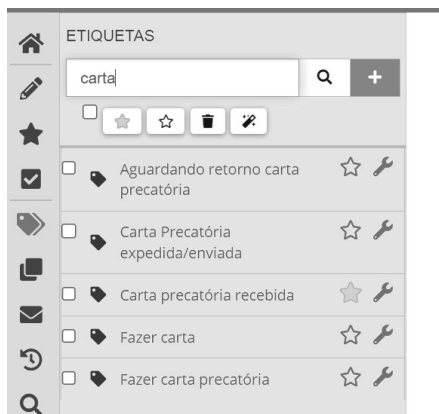 ETIQUETAS
carta
Aguardando retorno carta
precatória
Carta Precatória
expedida/enviada
Carta precatória recebida
Fazer carta
Fazer carta precatória